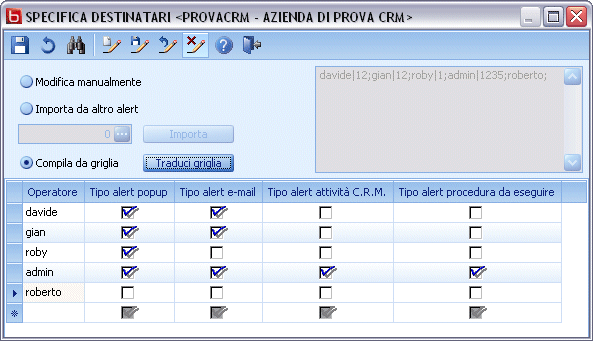 SPECIFICA DESTINATARI <PROVACRM - AZIENDA DI PROVA CRM>
Modifica manualmente
davide|12;gian|12;roby|1;admin|1235;roberto;
Importa da altro alert
0 ... Importa
Compila da griglia Traduci griglia
Operatore Tipo alert popup Tipo alert e-mail Tipo alert attività C.R.M. Tipo alert procedura da eseguire
davide
gian
roby
admin
roberto